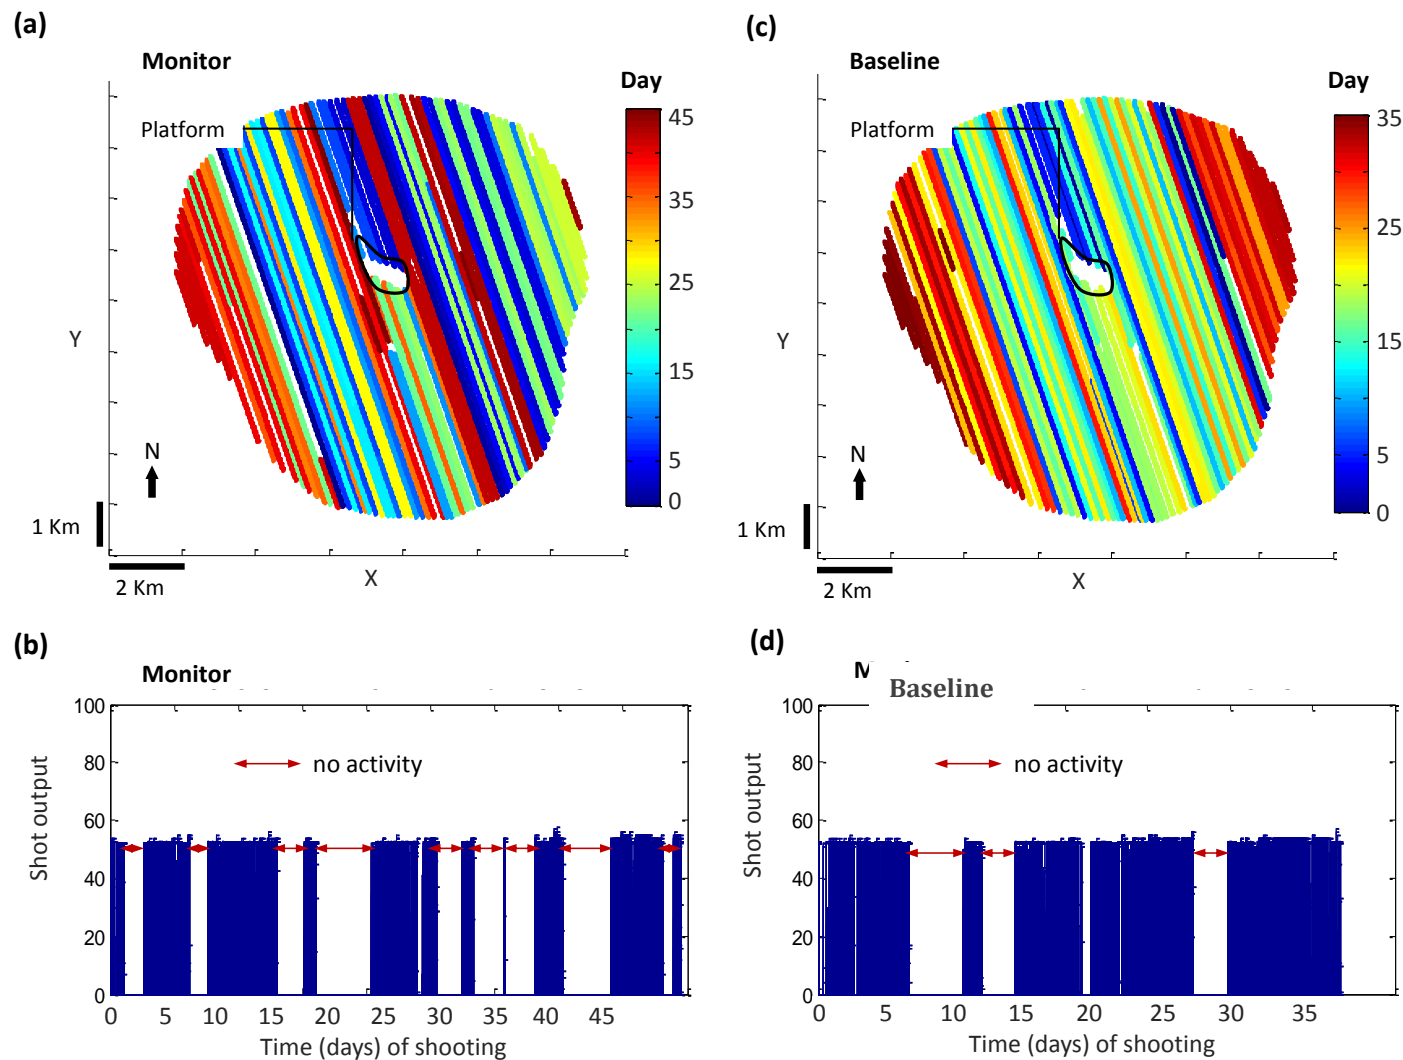 (a)
Monitor
Day
Platform
45
35
25
15
5
0
Y
N
1 Km
2 Km
X
(c)
Baseline
Day
Platform
35
25
15
5
0
Y
N
1 Km
2 Km
X
(b)
Monitor
100
80
60
40
20
0
Shot output
no activity
0 5 10 15 20 25 30 35 40 45
Time (days) of shooting
(d)
Baseline
100
80
60
40
20
0
Shot output
no activity
0 5 10 15 20 25 30 35
Time (days) of shooting